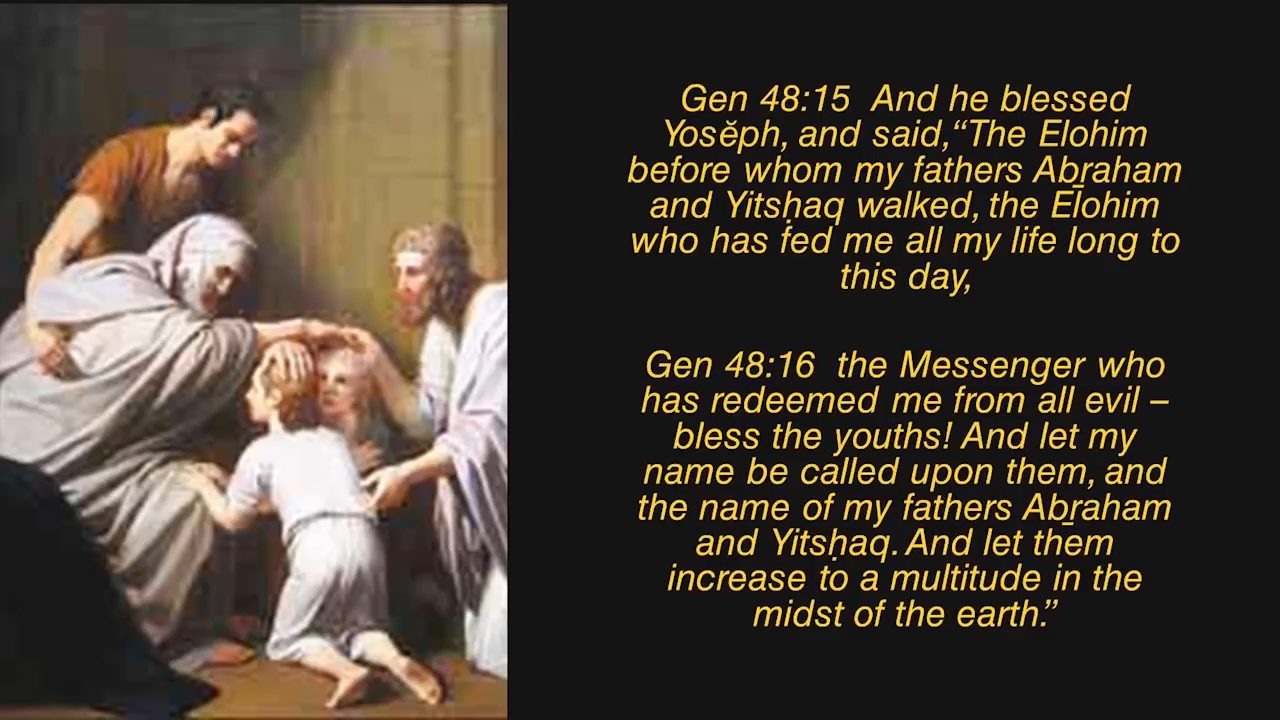 Gen 48:15  And he blessed
Yosĕph, and said,“The Elohim
before whom my fathers Aḇraham
and Yitsḥaq walked, the Elohim
who has fed me all my life long to
this day,
Gen 48:16  the Messenger who
has redeemed me from all evil –
bless the youths! And let my
name be called upon them, and
the name of my fathers Aḇraham
and Yitsḥaq. And let them
increase to a multitude in the
midst of the earth.”